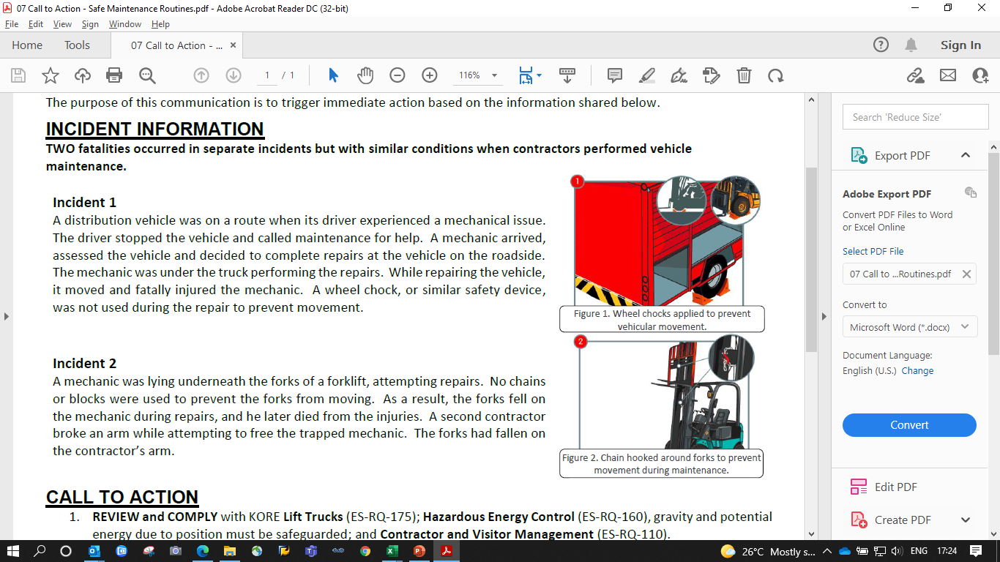 07 Call to Action - Safe Maintenance Routines.pdf - Adobe Acrobat Reader DC (32-bit)
File Edit View Sign Window Help
Home Tools 07 Call to Action - ... × Sign In
1 / 1 116%
The purpose of this communication is to trigger immediate action based on the information shared below.
INCIDENT INFORMATION
TWO fatalities occurred in separate incidents but with similar conditions when contractors performed vehicle
maintenance.
Incident 1
A distribution vehicle was on a route when its driver experienced a mechanical issue.
The driver stopped the vehicle and called maintenance for help. A mechanic arrived,
assessed the vehicle and decided to complete repairs at the vehicle on the roadside.
The mechanic was under the truck performing the repairs. While repairing the vehicle,
it moved and fatally injured the mechanic. A wheel chock, or similar safety device,
was not used during the repair to prevent movement.
1
Figure 1. Wheel chocks applied to prevent
vehicular movement.
Incident 2
A mechanic was lying underneath the forks of a forklift, attempting repairs. No chains
or blocks were used to prevent the forks from moving. As a result, the forks fell on
the mechanic during repairs, and he later died from the injuries. A second contractor
broke an arm while attempting to free the trapped mechanic. The forks had fallen on
the contractor's arm.
2
Figure 2. Chain hooked around forks to prevent
movement during maintenance.
CALL TO ACTION
1. REVIEW and COMPLY with KORE Lift Trucks (ES-RQ-175); Hazardous Energy Control (ES-RQ-160), gravity and potential
energy due to position must be safeguarded; and Contractor and Visitor Management (ES-RQ-110).
Search 'Reduce Size'
Export PDF
Adobe Export PDF
Convert PDF Files to Word
or Excel Online
Select PDF File
07 Call to ...Routines.pdf
Convert to
Microsoft Word (*.docx)
Document Language:
English (U.S.) Change
Convert
Edit PDF
Create PDF
26°C Mostly s... ENG 17:24